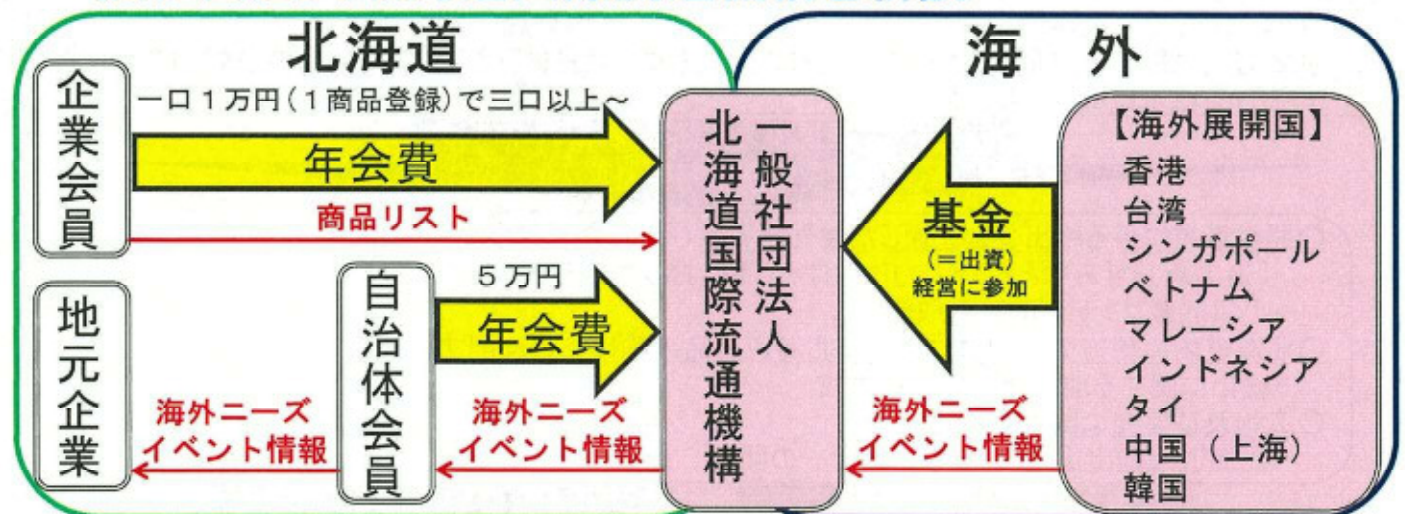 北海道
海 外
企業会員
一口1万円(1商品登録)で三口以上~
年会費
商品リスト
地元企業
自治体会員
5万円
年会費
海外ニーズ
イベント情報
海外ニーズ
イベント情報
一般社団法人
北海道国際流通機構
基金
(=出資)
経営に参加
海外ニーズ
イベント情報
【海外展開国】
香港
台湾
シンガポール
ベトナム
マレーシア
インドネシア
タイ
中国(上海)
韓国